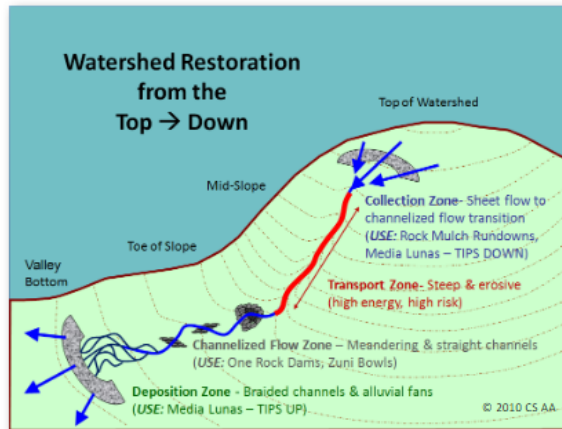 Watershed Restoration
from the
Top → Down
Top of Watershed
Mid-Slope
Collection Zone- Sheet flow to
channelized flow transition
(USE: Rock Mulch Rundowns,
Media Lunas – TIPS DOWN)
Toe of Slope
Valley
Bottom
Transport Zone- Steep & erosive
(high energy, high risk)
Channelized Flow Zone – Meandering & straight channels
(USE: One Rock Dams; Zuni Bowls)
Deposition Zone - Braided channels & alluvial fans
(USE: Media Lunas – TIPS UP)
© 2010 CS AA